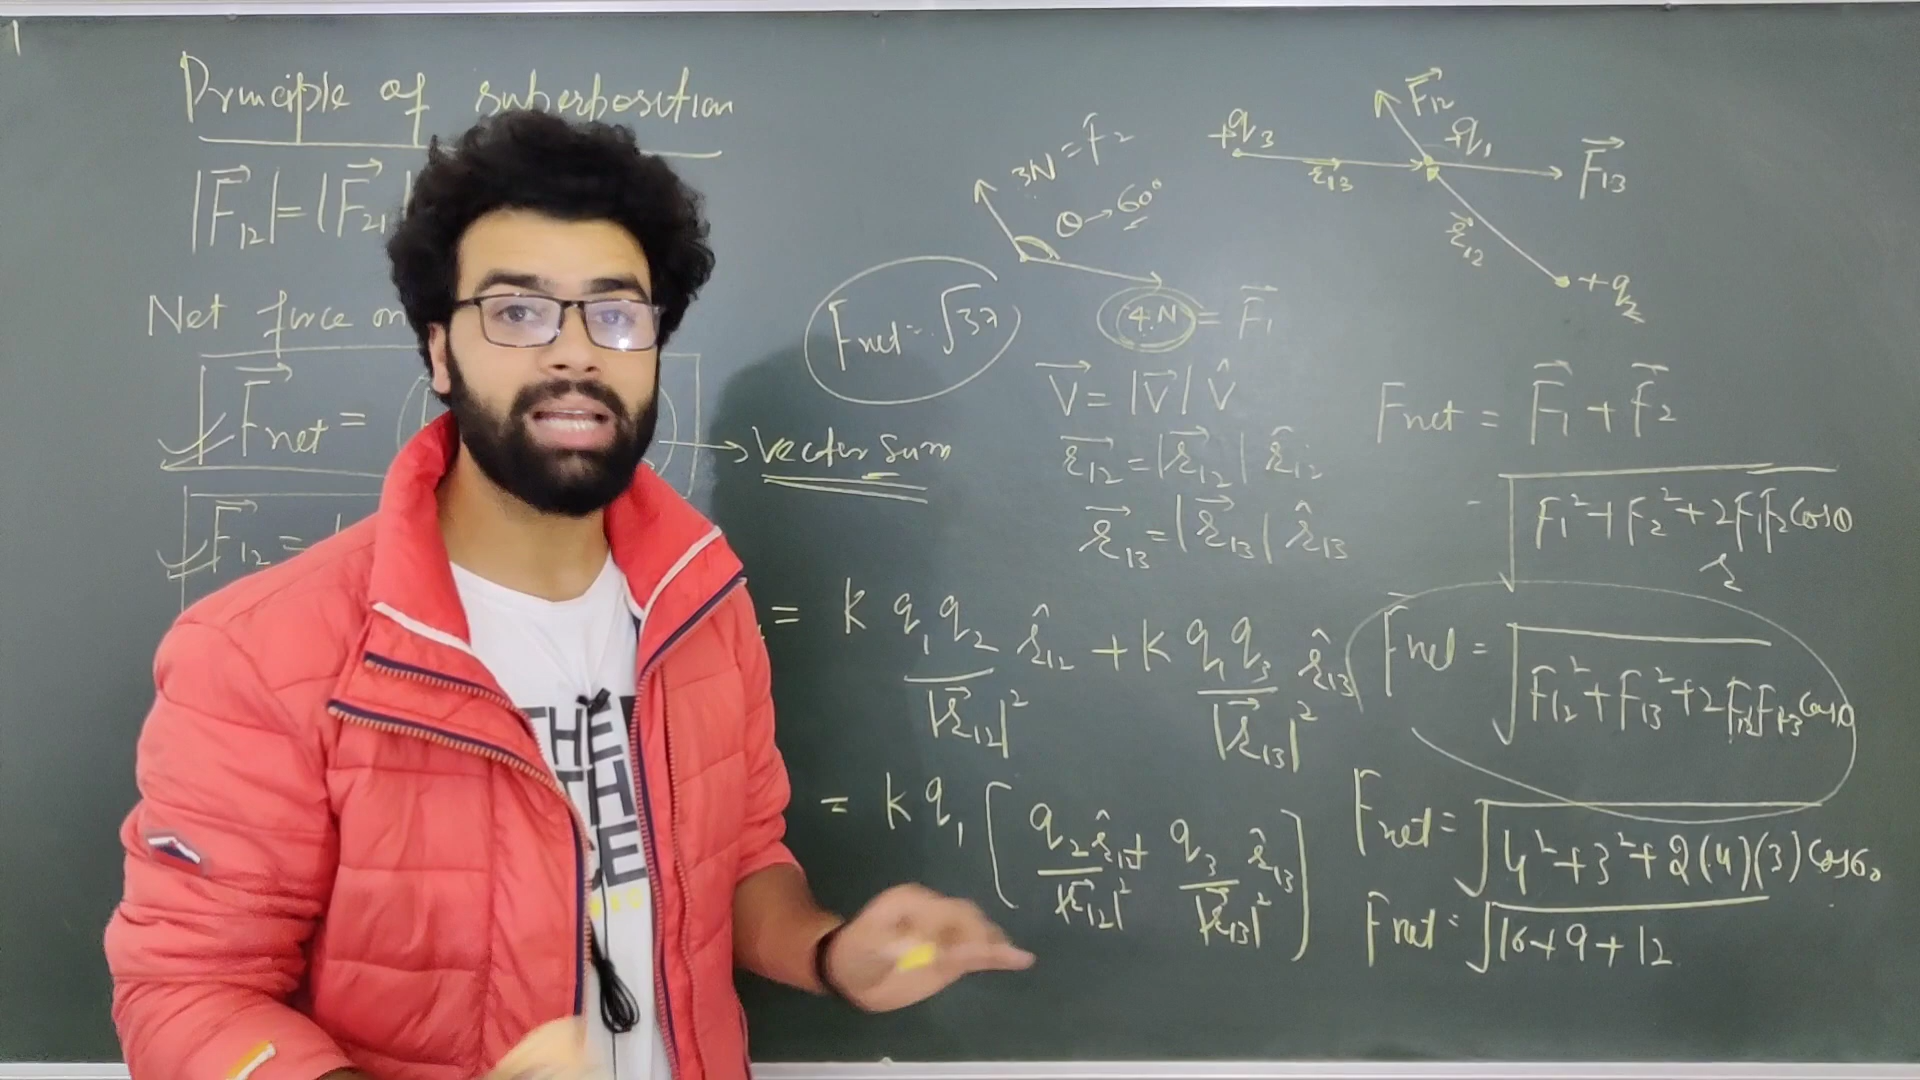 Principle of superposition
|F₁₂| = |F₂₁|
Net force on
Fnet =
→ Vector sum
F₁₂ =
3N = F₂
θ → 60°
4N = F₁
Fnet = √37
+q₃
r₁₃
F₁₂
+q₁
F₁₃
r₁₂
+q₂
V = |V| V̂
r₁₂ = |r₁₂| r̂₁₂
r₁₃ = |r₁₃| r̂₁₃
= K q₁q₂/|r₁₂|² r̂₁₂ + K q₁q₃/|r₁₃|² r̂₁₃
= K q₁ [ q₂ r̂₁₂/|r₁₂|² + q₃ r̂₁₃/|r₁₃|² ]
Fnet = F₁ + F₂
√F₁² + F₂² + 2F₁F₂ cosθ
Fnet = √F₁₂² + F₁₃² + 2F₁₂F₁₃ cosθ
Fnet = √4² + 3² + 2(4)(3) cos60
Fnet = √16 + 9 + 12
THE